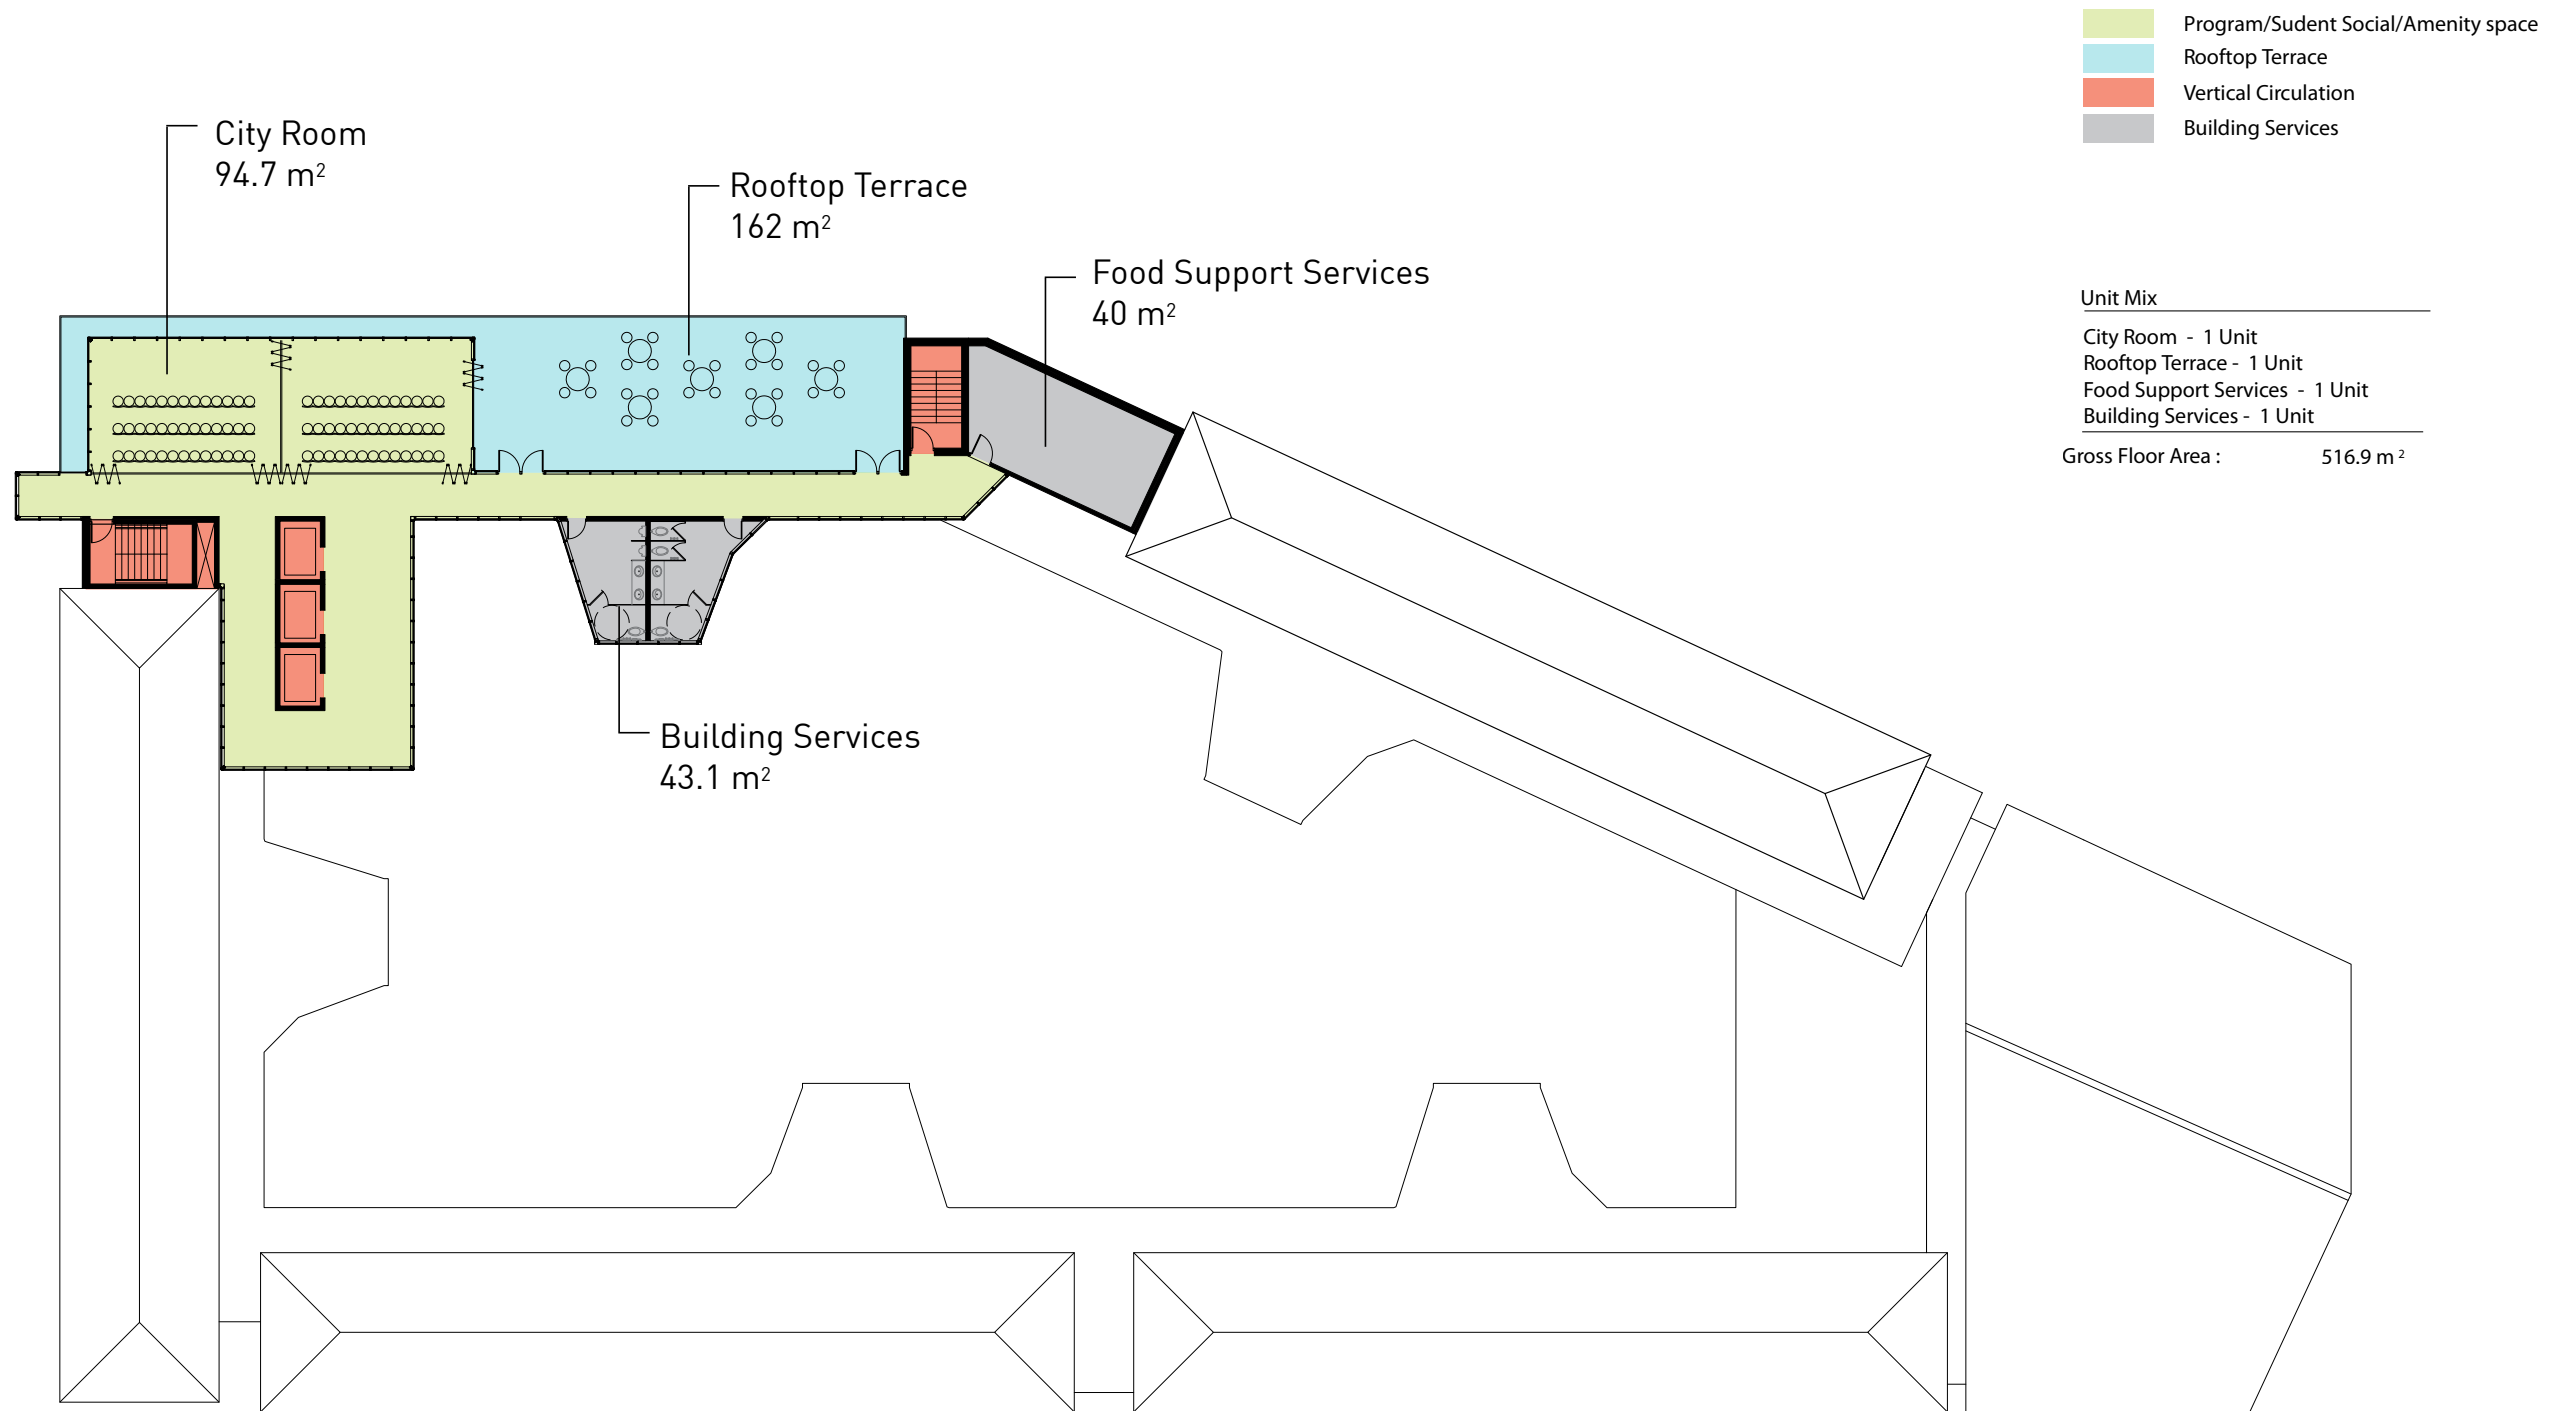 Program/Sudent Social/Amenity space
Rooftop Terrace
Vertical Circulation
Building Services
City Room
94.7 m²
Rooftop Terrace
162 m²
Food Support Services
40 m²
Unit Mix
City Room - 1 Unit
Rooftop Terrace - 1 Unit
Food Support Services - 1 Unit
Building Services - 1 Unit
Gross Floor Area : 516.9 m²
Building Services
43.1 m²